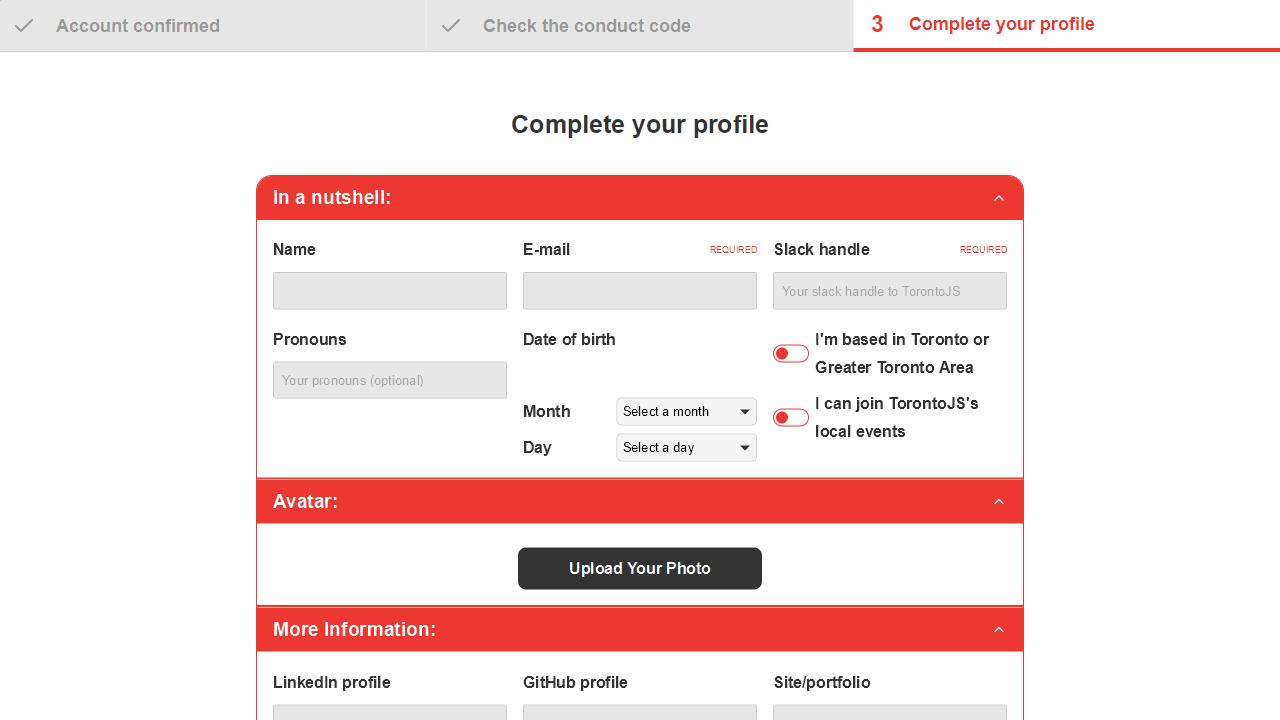 Account confirmed
Check the conduct code
3 Complete your profile
Complete your profile
In a nutshell:
Name
E-mail REQUIRED
Slack handle REQUIRED
Your slack handle to TorontoJS
Pronouns
Your pronouns (optional)
Date of birth
Month Select a month
Day Select a day
I'm based in Toronto or
Greater Toronto Area
I can join TorontoJS's
local events
Avatar:
Upload Your Photo
More Information:
LinkedIn profile
GitHub profile
Site/portfolio